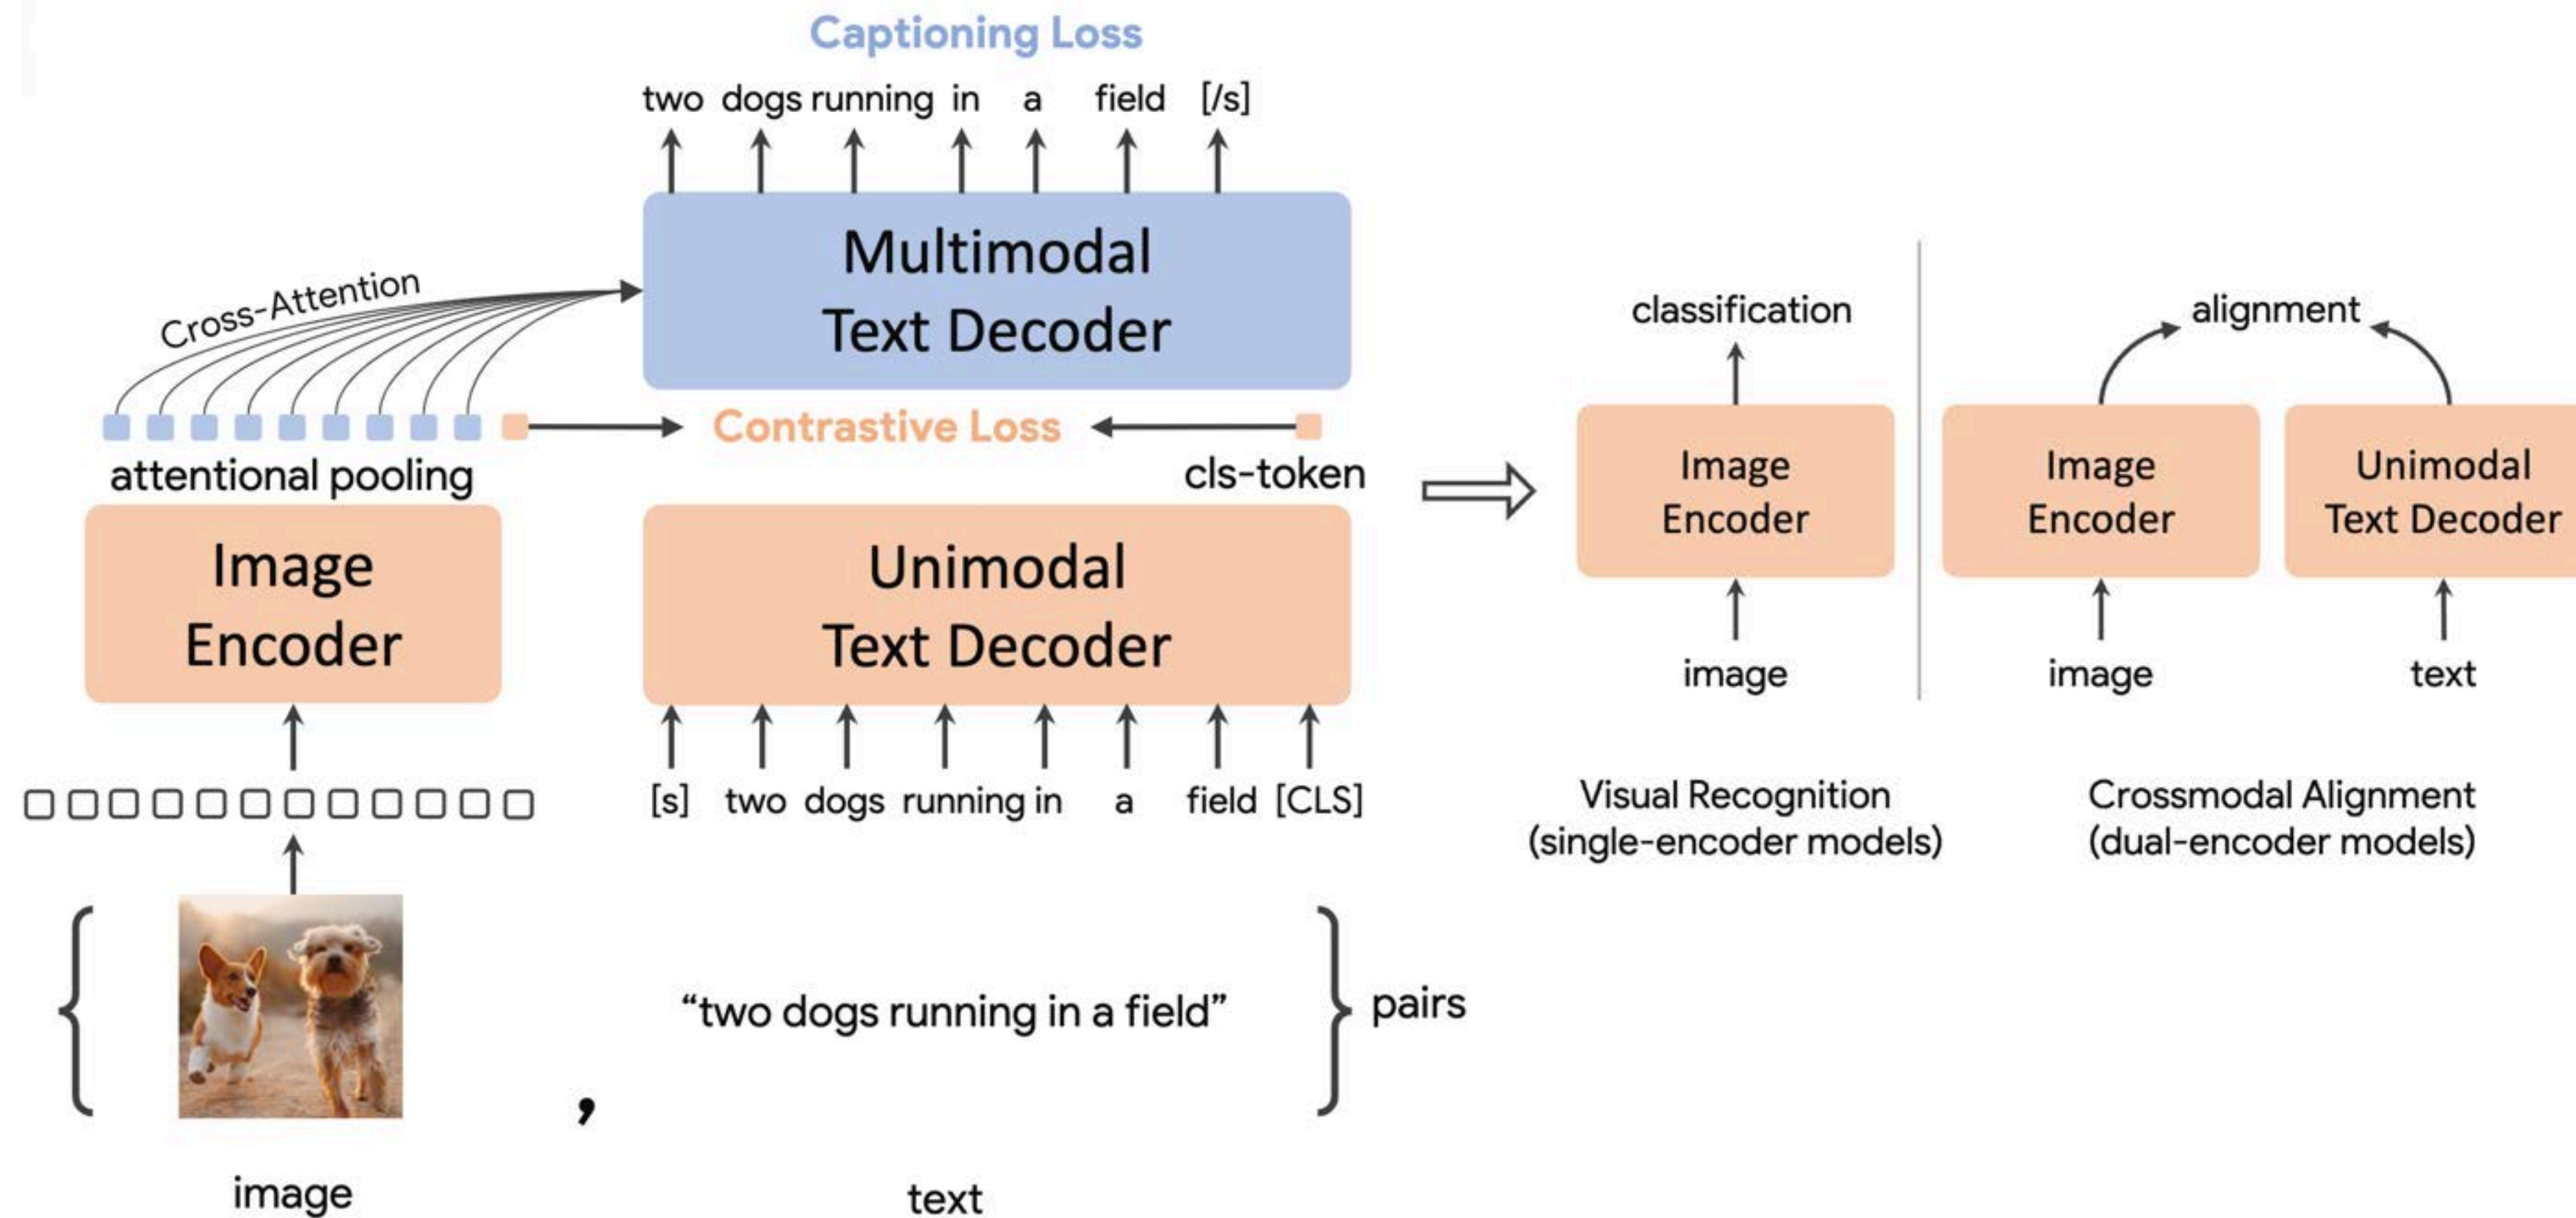 Captioning Loss
two dogs running in a field [/s]
Multimodal
Text Decoder
Cross-Attention
Contrastive Loss
attentional pooling
cls-token
Image
Encoder
Unimodal
Text Decoder
[s] two dogs running in a field [CLS]
“two dogs running in a field”
pairs
,
image
text
classification
Image
Encoder
image
Visual Recognition
(single-encoder models)
alignment
Image
Encoder
Unimodal
Text Decoder
image
text
Crossmodal Alignment
(dual-encoder models)